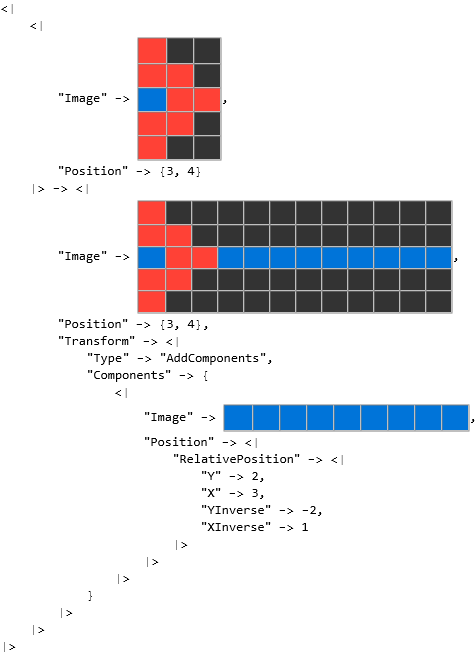 <|
<|
"Image" -> ,
"Position" -> {3, 4}
|> -> <|
"Image" -> ,
"Position" -> {3, 4},
"Transform" -> <|
"Type" -> "AddComponents",
"Components" -> {
<|
"Image" -> ,
"Position" -> <|
"RelativePosition" -> <|
"Y" -> 2,
"X" -> 3,
"YInverse" -> -2,
"XInverse" -> 1
|>
|>
|>
}
|>
|>
|>